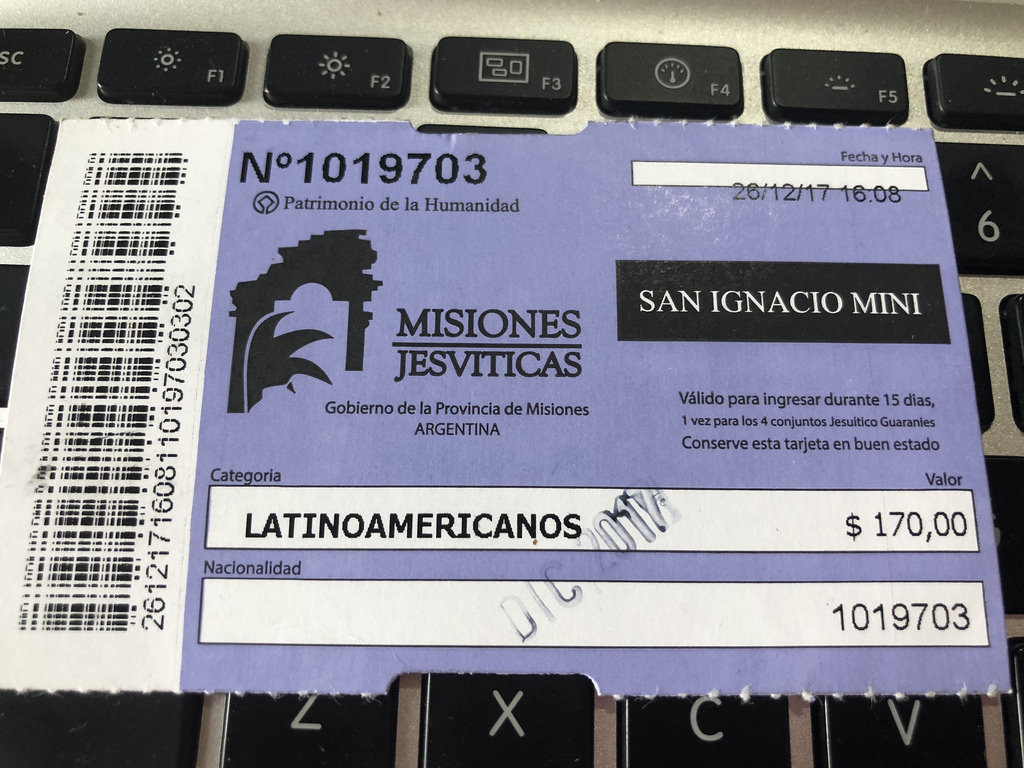 SC
F1
F2
F3
F4
F5
Nº1019703
Fecha y Hora
26/12/17 16:08
Patrimonio de la Humanidad
^
6
MISIONES
JESVITICAS
SAN IGNACIO MINI
Gobierno de la Provincia de Misiones
ARGENTINA
Válido para ingresar durante 15 dias,
1 vez para los 4 conjuntos Jesuitico Guaranies
Conserve esta tarjeta en buen estado
Categoria
Valor
LATINOAMERICANOS
$ 170,00
DIC 2017
Nacionalidad
1019703
2612171608110197030302
Z
X
C
V